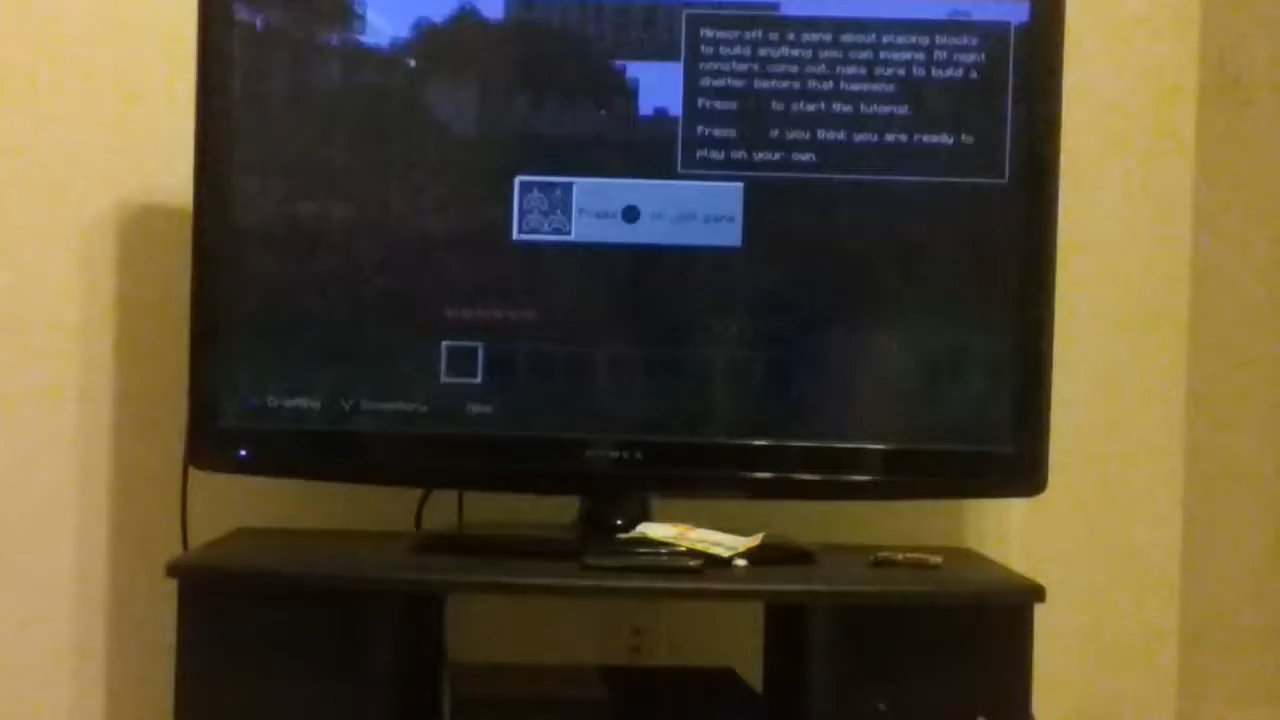 Minecraft is a game about placing blocks
to build anything you can imagine. At night
monsters come out, make sure to build a
shelter before that happens.
Press to start the tutorial.
Press if you think you are ready to
play on your own.
Press game
Crafting Inventory
DYNEX